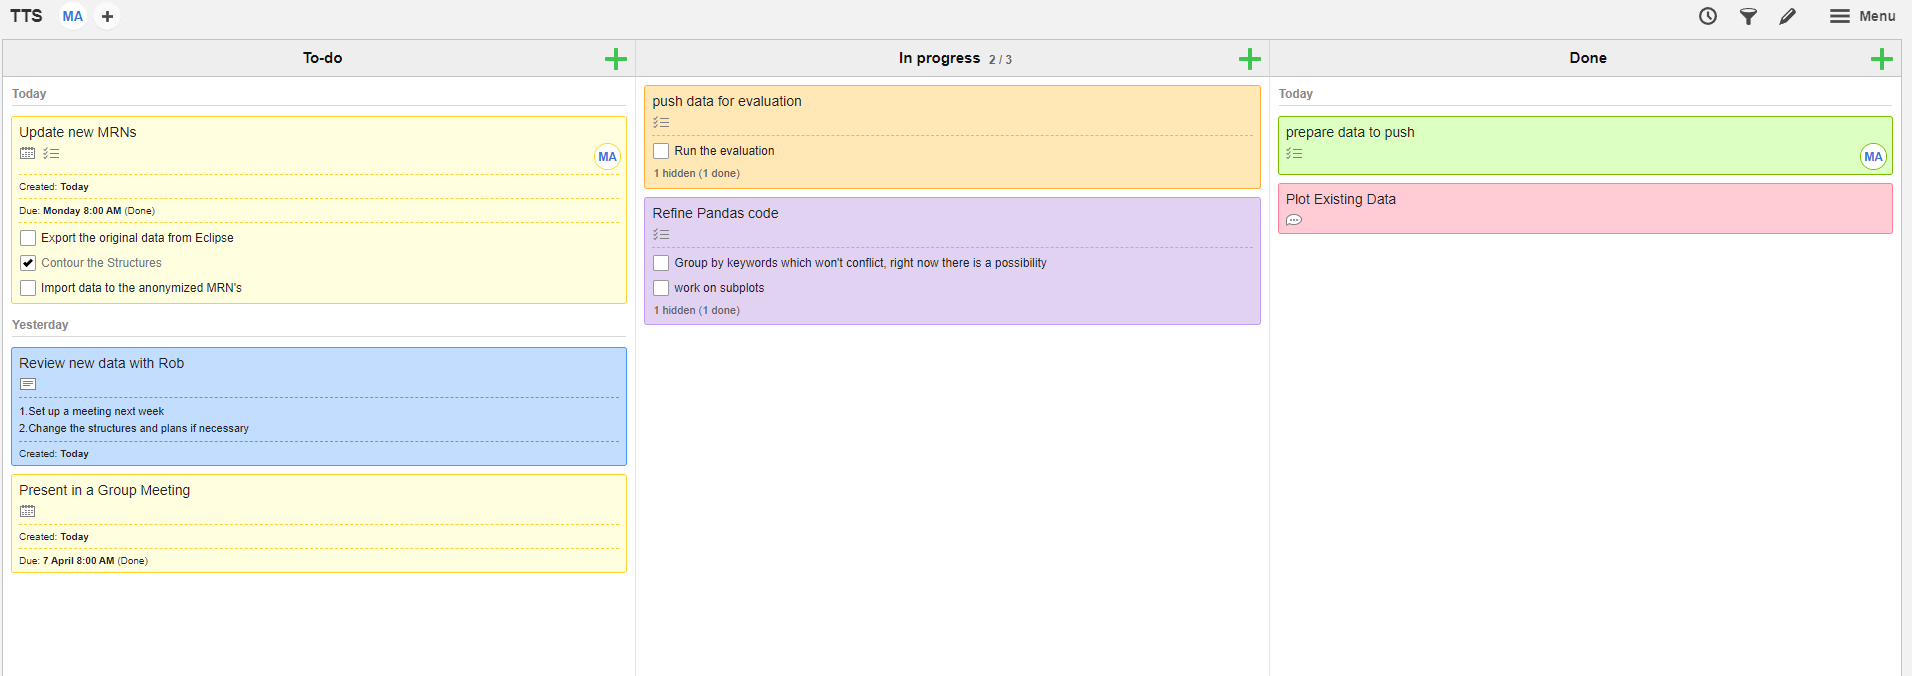 TTS MA
Menu
To-do
Today
Update new MRNs
MA
Created: Today
Due: Monday 8:00 AM (Done)
Export the original data from Eclipse
Contour the Structures
Import data to the anonymized MRN's
Yesterday
Review new data with Rob
1.Set up a meeting next week
2.Change the structures and plans if necessary
Created: Today
Present in a Group Meeting
Created: Today
Due: 7 April 8:00 AM (Done)
In progress 2 / 3
push data for evaluation
Run the evaluation
1 hidden (1 done)
Refine Pandas code
Group by keywords which won't conflict, right now there is a possibility
work on subplots
1 hidden (1 done)
Done
Today
prepare data to push
MA
Plot Existing Data